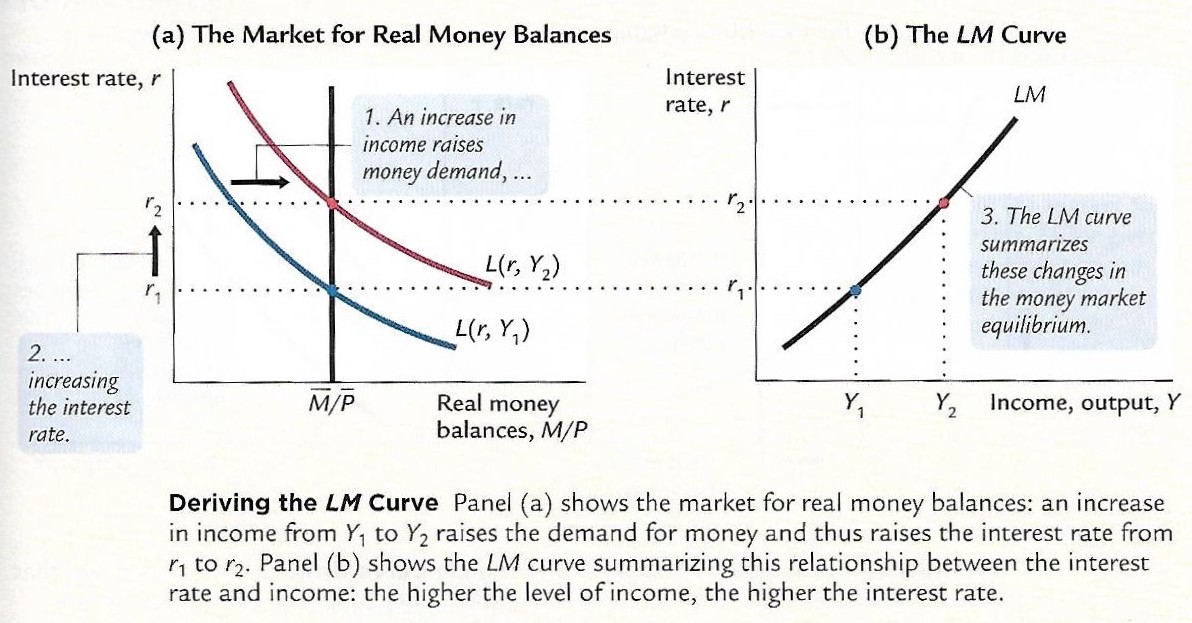 (a) The Market for Real Money Balances
Interest rate, r
1. An increase in
income raises
money demand, ...
r₂
r₁
L(r, Y₂)
L(r, Y₁)
2. ...
increasing
the interest
rate.
M̅/P̅
Real money
balances, M/P
(b) The LM Curve
Interest
rate, r
LM
r₂
r₁
3. The LM curve
summarizes
these changes in
the money market
equilibrium.
Y₁
Y₂
Income, output, Y
Deriving the LM Curve Panel (a) shows the market for real money balances: an increase
in income from Y₁ to Y₂ raises the demand for money and thus raises the interest rate from
r₁ to r₂. Panel (b) shows the LM curve summarizing this relationship between the interest
rate and income: the higher the level of income, the higher the interest rate.